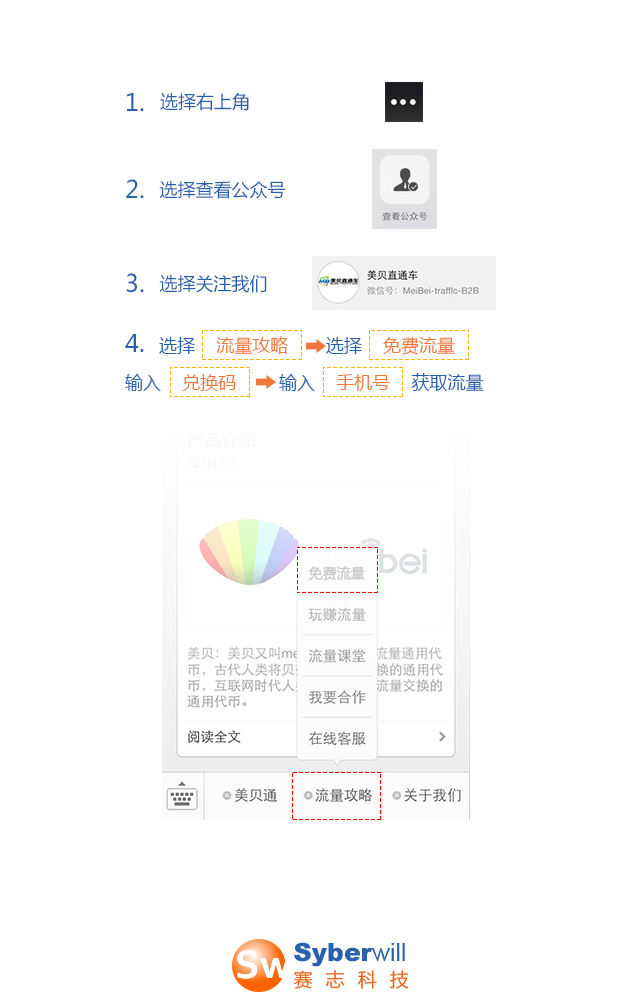 1. 选择右上角
2. 选择查看公众号
查看公众号
3. 选择关注我们
美贝直通车
美贝直通车
微信号：MeiBei-traffic-B2B
4. 选择 流量攻略 选择 免费流量
输入 兑换码 输入 手机号 获取流量
产品介绍
12月17日
bei
免费流量
玩赚流量
流量课堂
我要合作
在线客服
美贝：美贝又叫me 流量通用代
币，古代人类将贝 换的通用代
币，互联网时代人 流量交换的
通用代币。
阅读全文
美贝通 流量攻略 关于我们
Sw Syberwill
赛志科技